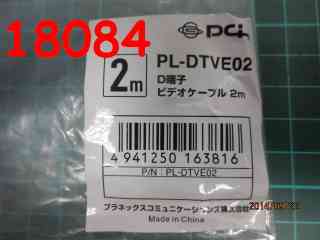 18084
PCi
2m
PL-DTVE02
D端子
ビデオケーブル 2m
4 941250 163816
P/N : PL-DTVE02
プラネックスコミュニケーションズ株式会社
Made in China